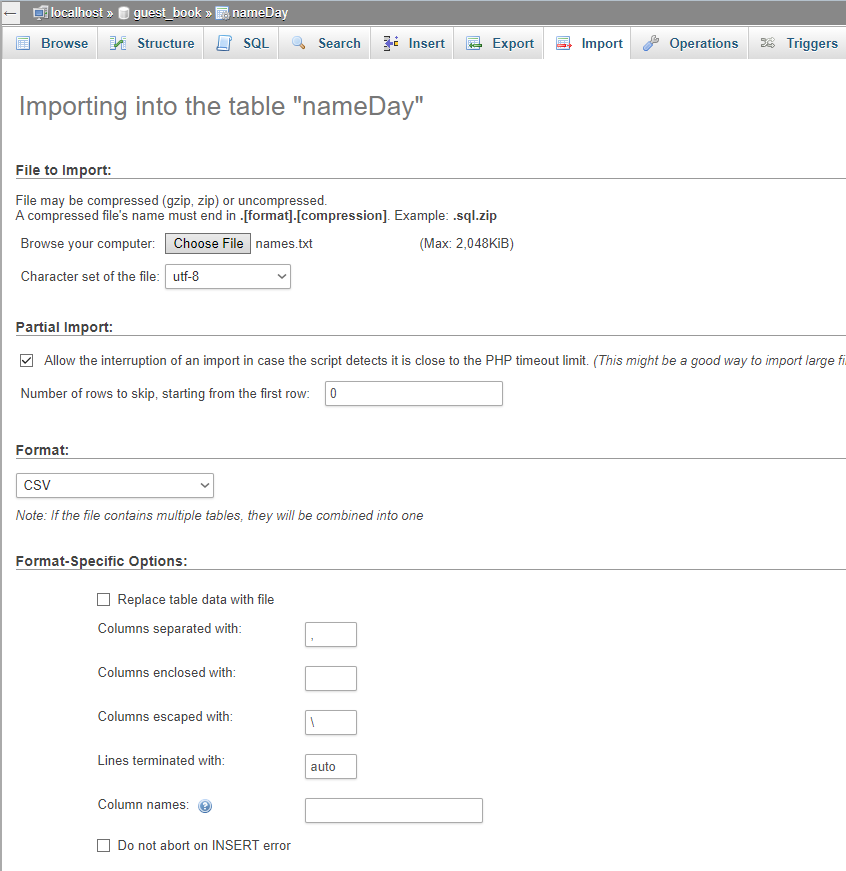 localhost » guest_book » nameDay
Browse Structure SQL Search Insert Export Import Operations Triggers
Importing into the table "nameDay"
File to Import:
File may be compressed (gzip, zip) or uncompressed.
A compressed file's name must end in .[format].[compression]. Example: .sql.zip
Browse your computer: Choose File names.txt (Max: 2,048KiB)
Character set of the file: utf-8
Partial Import:
Allow the interruption of an import in case the script detects it is close to the PHP timeout limit. (This might be a good way to import large fi
Number of rows to skip, starting from the first row: 0
Format:
CSV
Note: If the file contains multiple tables, they will be combined into one
Format-Specific Options:
Replace table data with file
Columns separated with: ,
Columns enclosed with:
Columns escaped with: \
Lines terminated with: auto
Column names:
Do not abort on INSERT error